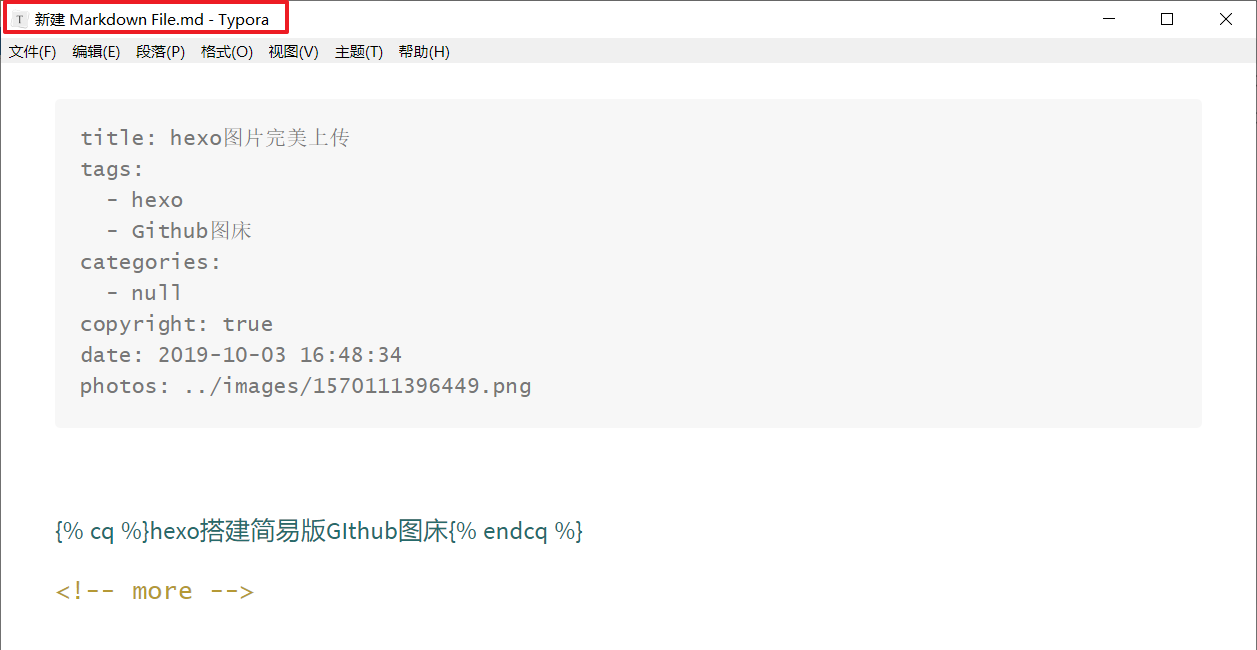 T 新建 Markdown File.md - Typora
文件(F) 编辑(E) 段落(P) 格式(O) 视图(V) 主题(T) 帮助(H)
title: hexo图片完美上传
tags:
  - hexo
  - Github图床
categories:
  - null
copyright: true
date: 2019-10-03 16:48:34
photos: ../images/1570111396449.png
{% cq %}hexo搭建简易版GIthub图床{% endcq %}
<!-- more -->